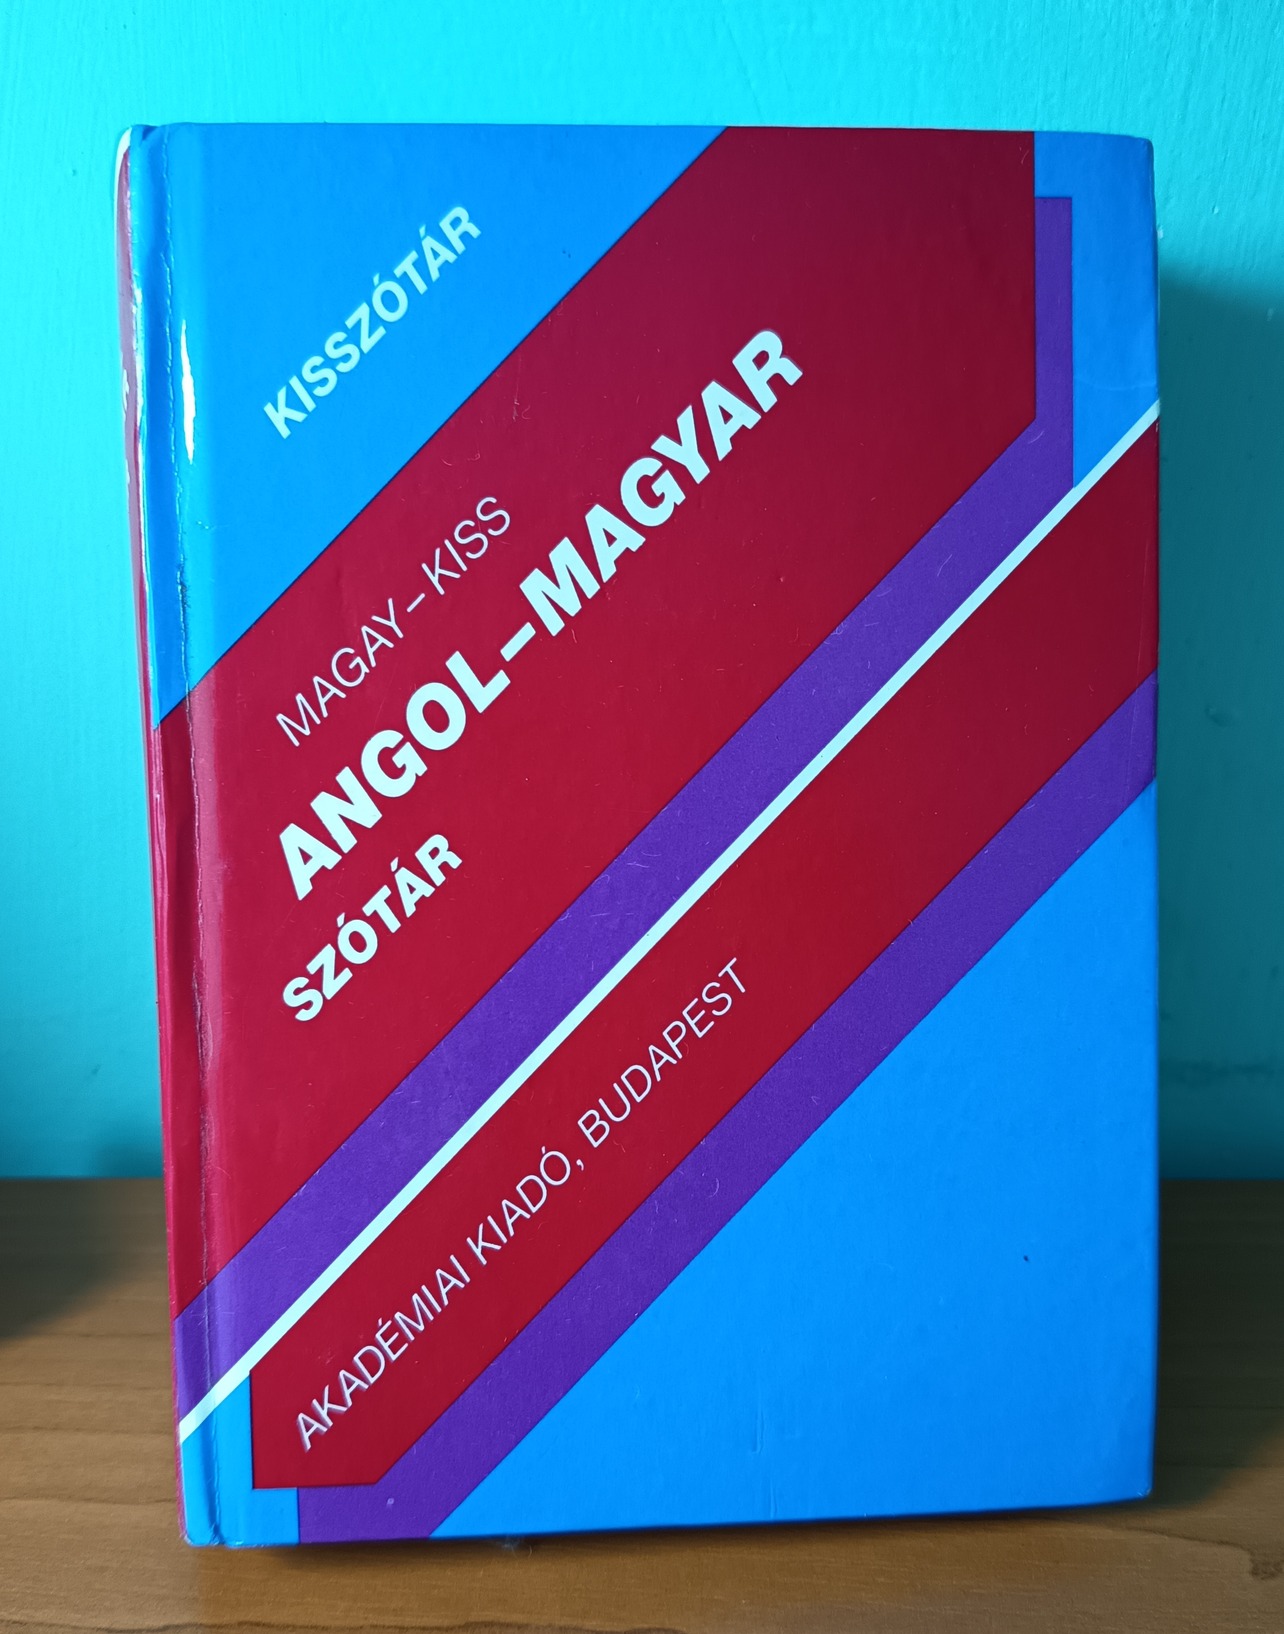 KISSZÓTÁR
MAGAY–KISS
ANGOL–MAGYAR
SZÓTÁR
AKADÉMIAI KIADÓ, BUDAPEST